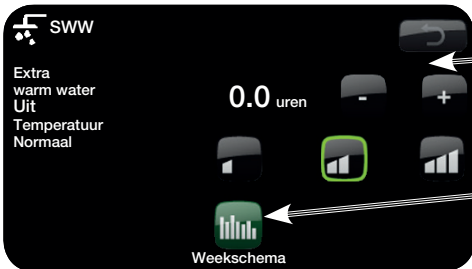 SWW
Extra
warm water
Uit
Temperatuur
Normaal
0.0 uren
-
+
Weekschema